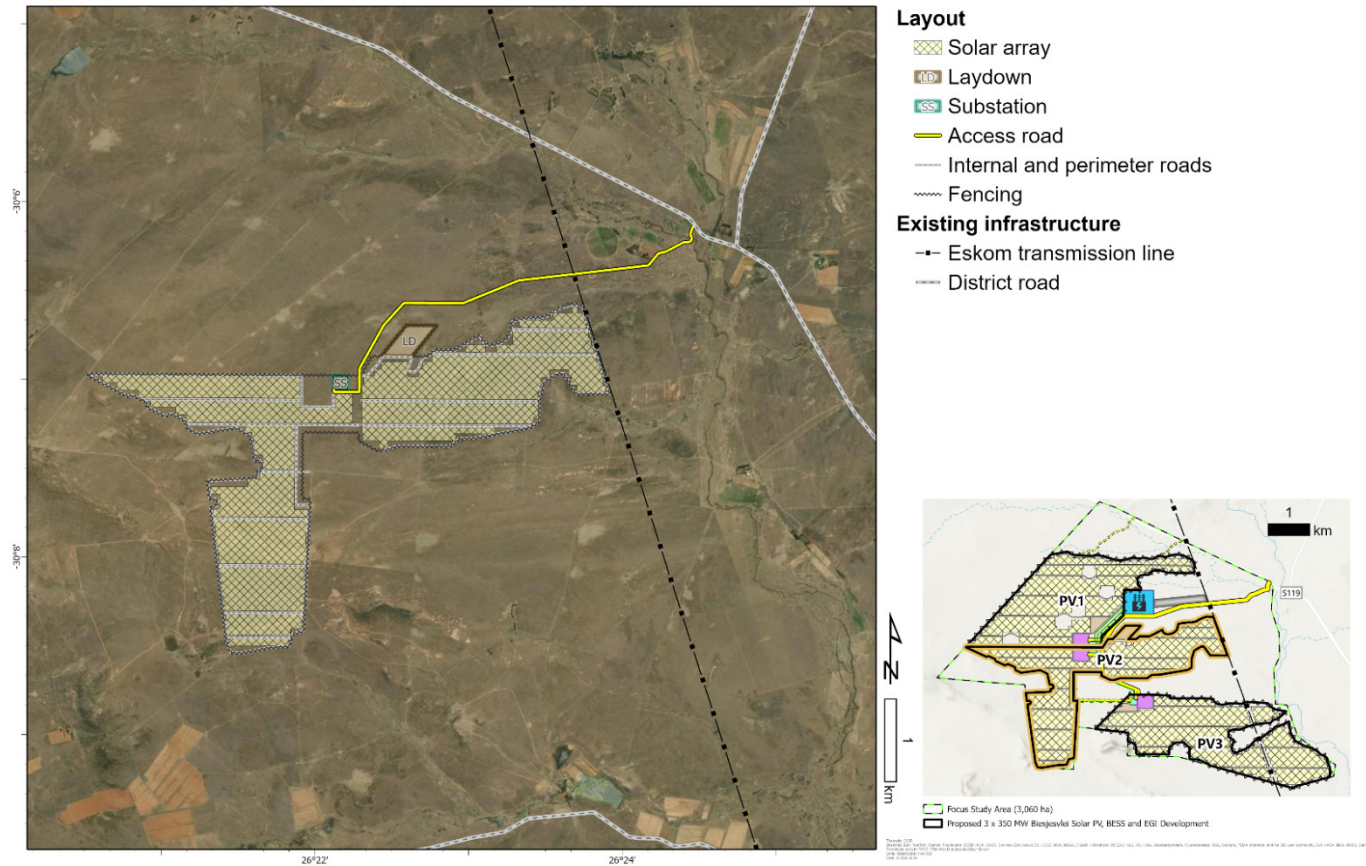 Layout
Solar array
LD Laydown
SS Substation
Access road
Internal and perimeter roads
Fencing
Existing infrastructure
Eskom transmission line
District road
-30°6'
-30°8'
26°22'
26°24'
LD
SS
N
1
km
1
km
S119
PV1
PV2
PV3
Focus Study Area (3,060 ha)
Proposed 3 x 350 MW Biesjesvlei Solar PV, BESS and EGI Development